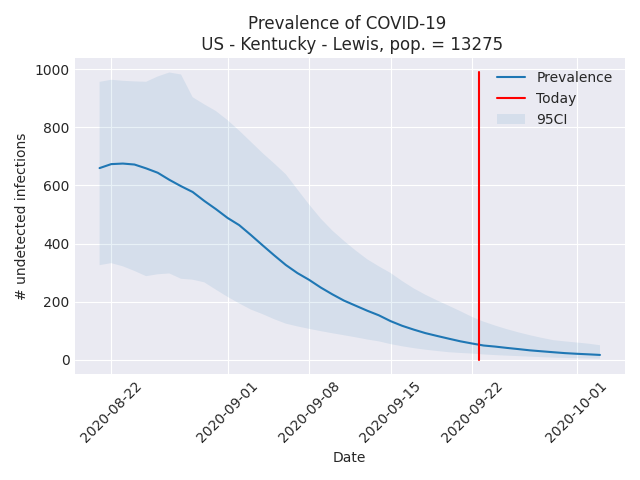 Prevalence of COVID-19
US - Kentucky - Lewis, pop. = 13275
Prevalence
Today
95CI
# undetected infections
1000
800
600
400
200
0
2020-08-22
2020-09-01
2020-09-08
2020-09-15
2020-09-22
2020-10-01
Date